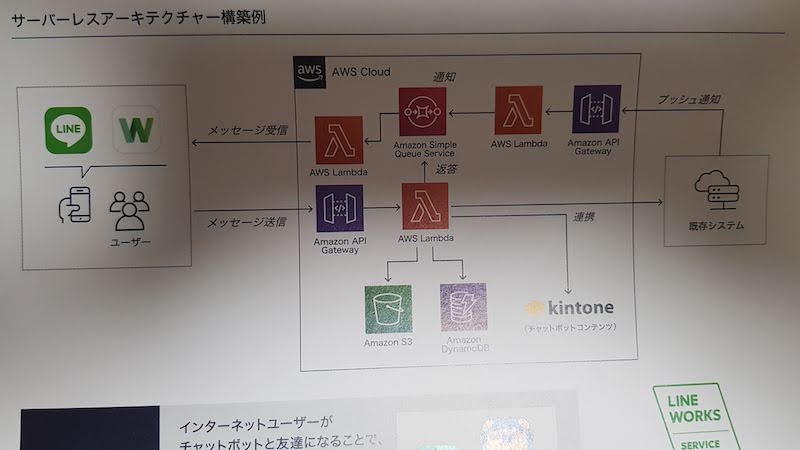 サーバーレスアーキテクチャー構築例
aws
AWS Cloud
通知
プッシュ通知
LINE
W
メッセージ受信
AWS Lambda
Amazon Simple
Queue Service
AWS Lambda
Amazon API
Gateway
返答
メッセージ送信
ユーザー
Amazon API
Gateway
AWS Lambda
連携
既存システム
Amazon S3
Amazon
DynamoDB
kintone
(チャットボットコンテンツ)
インターネットユーザーが
チャットボットと友達になることで、
LINE
WORKS
SERVICE